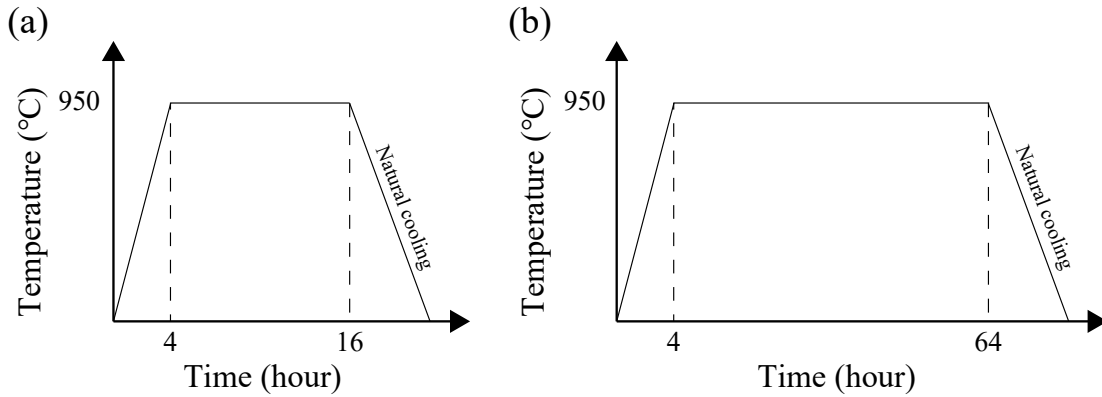 (a)
950
Temperature (°C)
Natural cooling
4
16
Time (hour)
(b)
950
Temperature (°C)
Natural cooling
4
64
Time (hour)